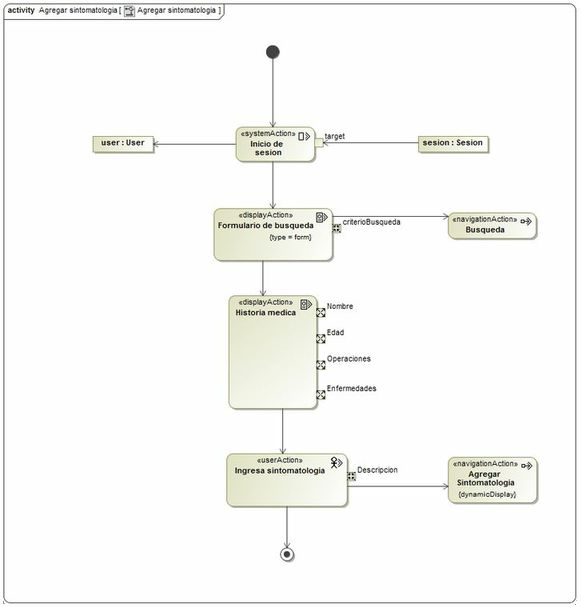 activity Agregar sintomatologia [ Agregar sintomatologia ]
«systemAction»
Inicio de
sesion
target
user : User
sesion : Sesion
«displayAction»
Formulario de busqueda
{type = form}
criterioBusqueda
«navigationAction»
Busqueda
«displayAction»
Historia medica
Nombre
Edad
Operaciones
Enfermedades
«userAction»
Ingresa sintomatologia
Descripcion
«navigationAction»
Agregar
Sintomatologia
{dynamicDisplay}